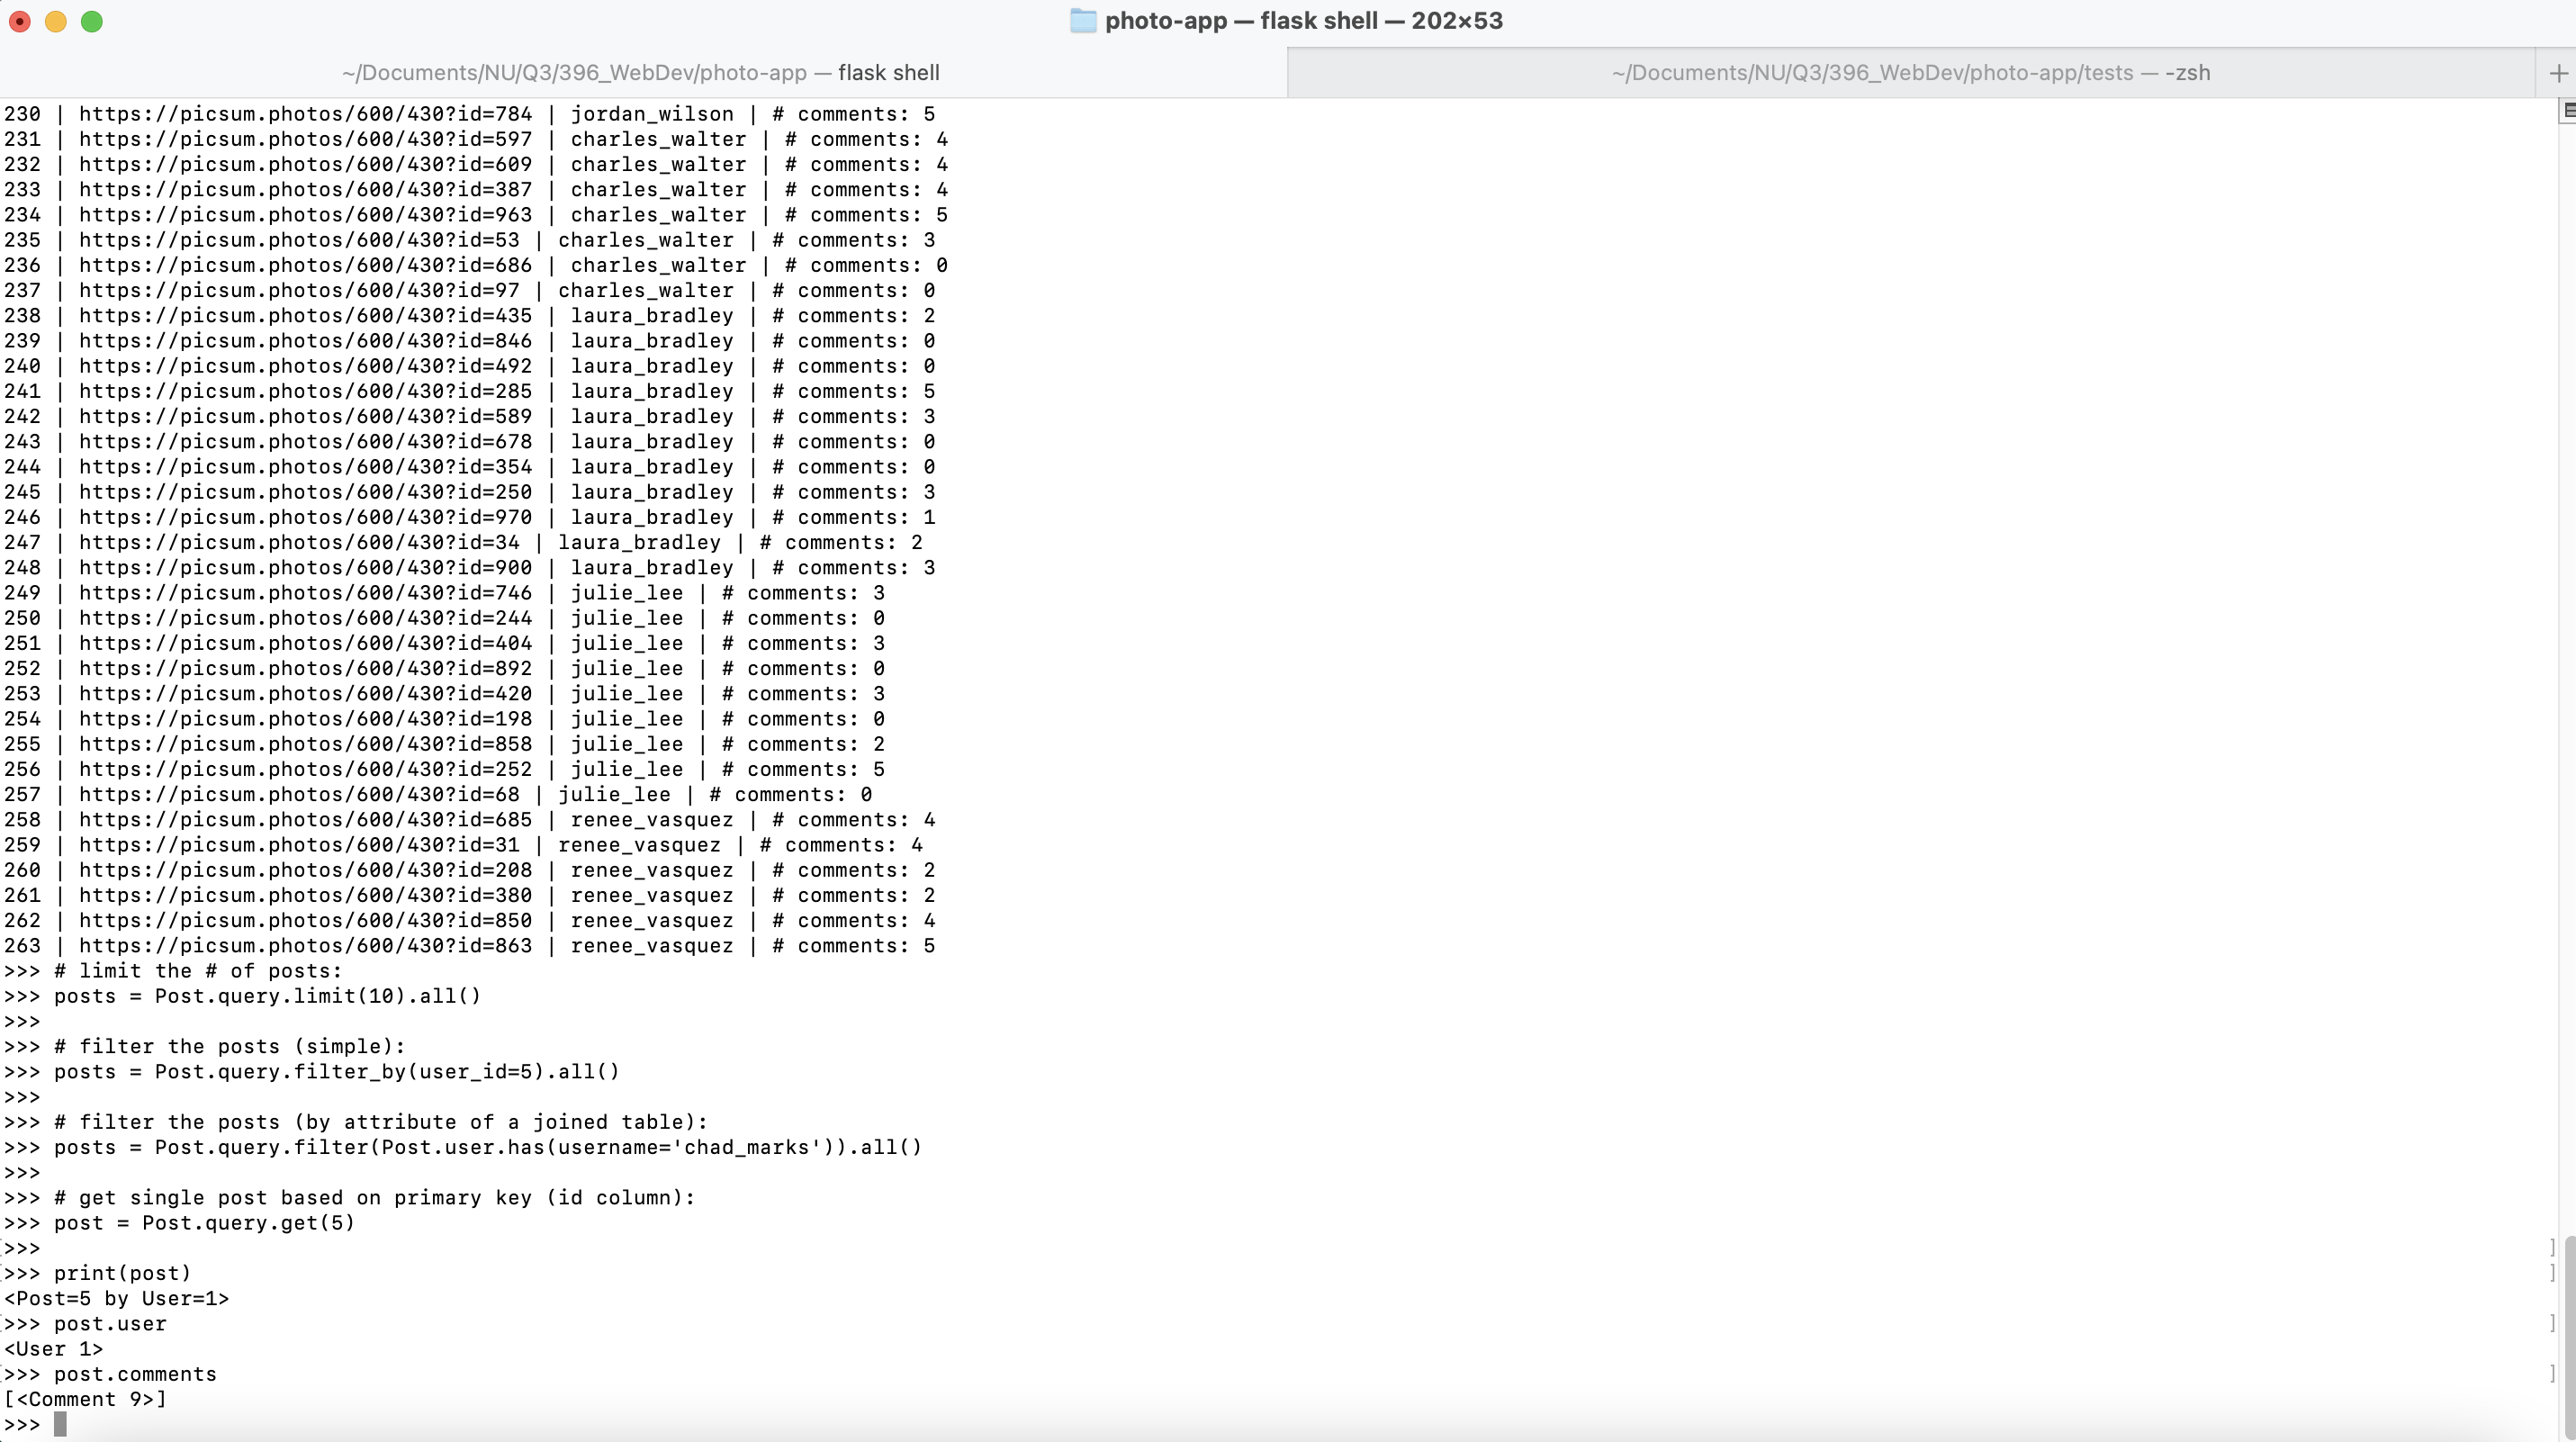 photo-app — flask shell — 202×53
~/Documents/NU/Q3/396_WebDev/photo-app — flask shell
~/Documents/NU/Q3/396_WebDev/photo-app/tests — -zsh
230 | https://picsum.photos/600/430?id=784 | jordan_wilson | # comments: 5
231 | https://picsum.photos/600/430?id=597 | charles_walter | # comments: 4
232 | https://picsum.photos/600/430?id=609 | charles_walter | # comments: 4
233 | https://picsum.photos/600/430?id=387 | charles_walter | # comments: 4
234 | https://picsum.photos/600/430?id=963 | charles_walter | # comments: 5
235 | https://picsum.photos/600/430?id=53 | charles_walter | # comments: 3
236 | https://picsum.photos/600/430?id=686 | charles_walter | # comments: 0
237 | https://picsum.photos/600/430?id=97 | charles_walter | # comments: 0
238 | https://picsum.photos/600/430?id=435 | laura_bradley | # comments: 2
239 | https://picsum.photos/600/430?id=846 | laura_bradley | # comments: 0
240 | https://picsum.photos/600/430?id=492 | laura_bradley | # comments: 0
241 | https://picsum.photos/600/430?id=285 | laura_bradley | # comments: 5
242 | https://picsum.photos/600/430?id=589 | laura_bradley | # comments: 3
243 | https://picsum.photos/600/430?id=678 | laura_bradley | # comments: 0
244 | https://picsum.photos/600/430?id=354 | laura_bradley | # comments: 0
245 | https://picsum.photos/600/430?id=250 | laura_bradley | # comments: 3
246 | https://picsum.photos/600/430?id=970 | laura_bradley | # comments: 1
247 | https://picsum.photos/600/430?id=34 | laura_bradley | # comments: 2
248 | https://picsum.photos/600/430?id=900 | laura_bradley | # comments: 3
249 | https://picsum.photos/600/430?id=746 | julie_lee | # comments: 3
250 | https://picsum.photos/600/430?id=244 | julie_lee | # comments: 0
251 | https://picsum.photos/600/430?id=404 | julie_lee | # comments: 3
252 | https://picsum.photos/600/430?id=892 | julie_lee | # comments: 0
253 | https://picsum.photos/600/430?id=420 | julie_lee | # comments: 3
254 | https://picsum.photos/600/430?id=198 | julie_lee | # comments: 0
255 | https://picsum.photos/600/430?id=858 | julie_lee | # comments: 2
256 | https://picsum.photos/600/430?id=252 | julie_lee | # comments: 5
257 | https://picsum.photos/600/430?id=68 | julie_lee | # comments: 0
258 | https://picsum.photos/600/430?id=685 | renee_vasquez | # comments: 4
259 | https://picsum.photos/600/430?id=31 | renee_vasquez | # comments: 4
260 | https://picsum.photos/600/430?id=208 | renee_vasquez | # comments: 2
261 | https://picsum.photos/600/430?id=380 | renee_vasquez | # comments: 2
262 | https://picsum.photos/600/430?id=850 | renee_vasquez | # comments: 4
263 | https://picsum.photos/600/430?id=863 | renee_vasquez | # comments: 5
>>> # limit the # of posts:
>>> posts = Post.query.limit(10).all()
>>>
>>> # filter the posts (simple):
>>> posts = Post.query.filter_by(user_id=5).all()
>>>
>>> # filter the posts (by attribute of a joined table):
>>> posts = Post.query.filter(Post.user.has(username='chad_marks')).all()
>>>
>>> # get single post based on primary key (id column):
>>> post = Post.query.get(5)
[>>> ]
[>>> print(post) ]
<Post=5 by User=1>
[>>> post.user ]
<User 1>
[>>> post.comments ]
[<Comment 9>]
>>>